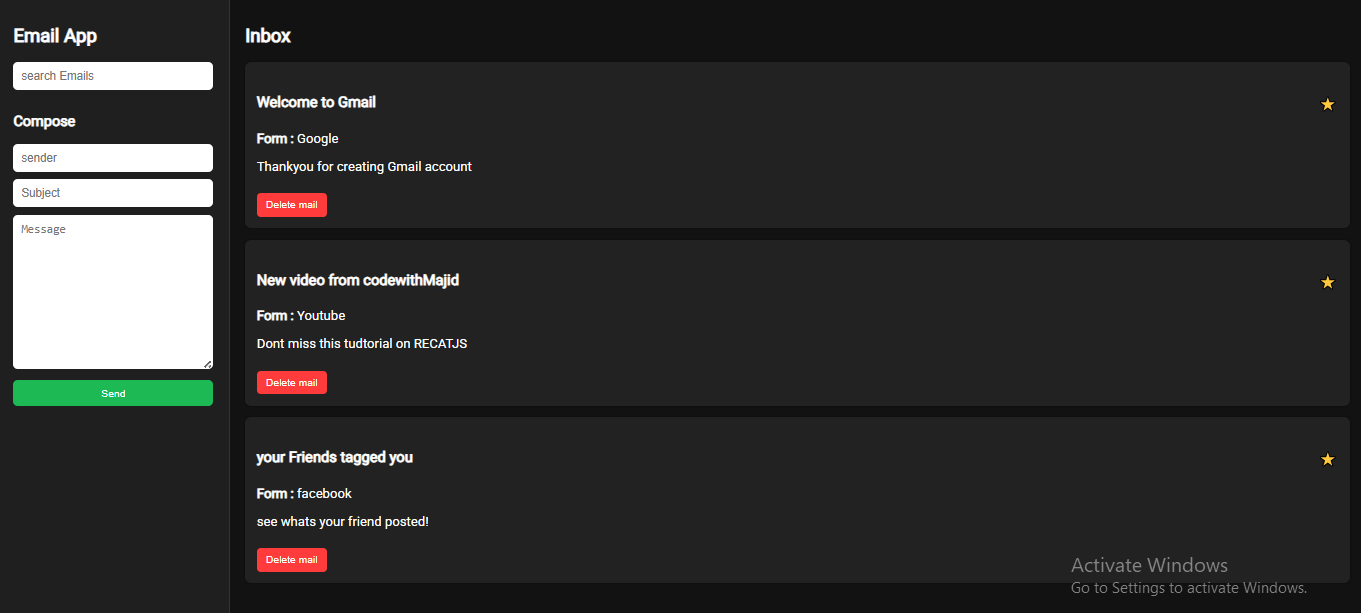 Email App
search Emails
Compose
sender
Subject
Message
Send
Inbox
Welcome to Gmail
Form : Google
Thankyou for creating Gmail account
Delete mail
New video from codewithMajid
Form : Youtube
Dont miss this tudtorial on RECATJS
Delete mail
your Friends tagged you
Form : facebook
see whats your friend posted!
Delete mail
Activate Windows
Go to Settings to activate Windows.